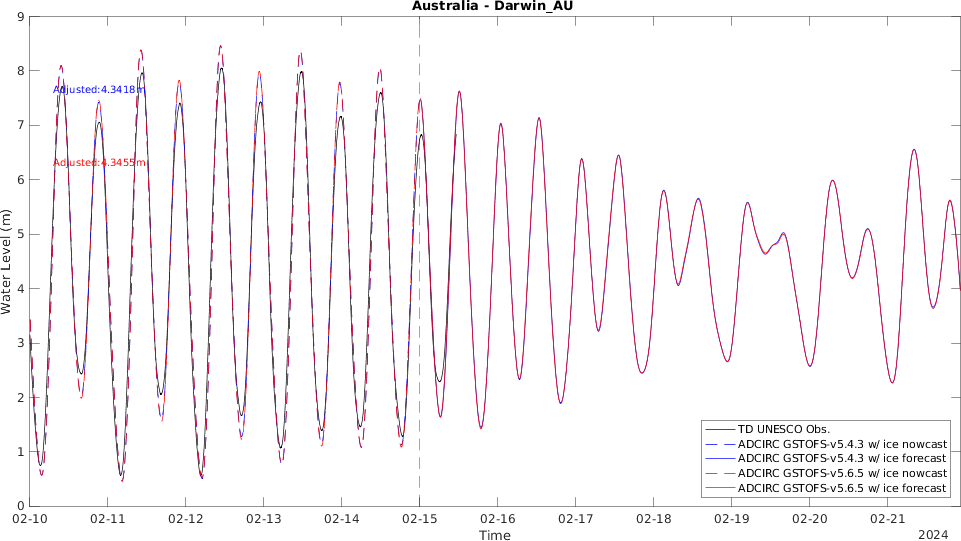 Australia - Darwin_AU
9
8
Adjusted:4.3418m
7
Adjusted:4.3455m
6
5
Water Level (m)
4
3
2
1
0
TD UNESCO Obs.
ADCIRC GSTOFS-v5.4.3 w/ ice nowcast
ADCIRC GSTOFS-v5.4.3 w/ ice forecast
ADCIRC GSTOFS-v5.6.5 w/ ice nowcast
ADCIRC GSTOFS-v5.6.5 w/ ice forecast
02-10 02-11 02-12 02-13 02-14 02-15 02-16 02-17 02-18 02-19 02-20 02-21
Time
2024